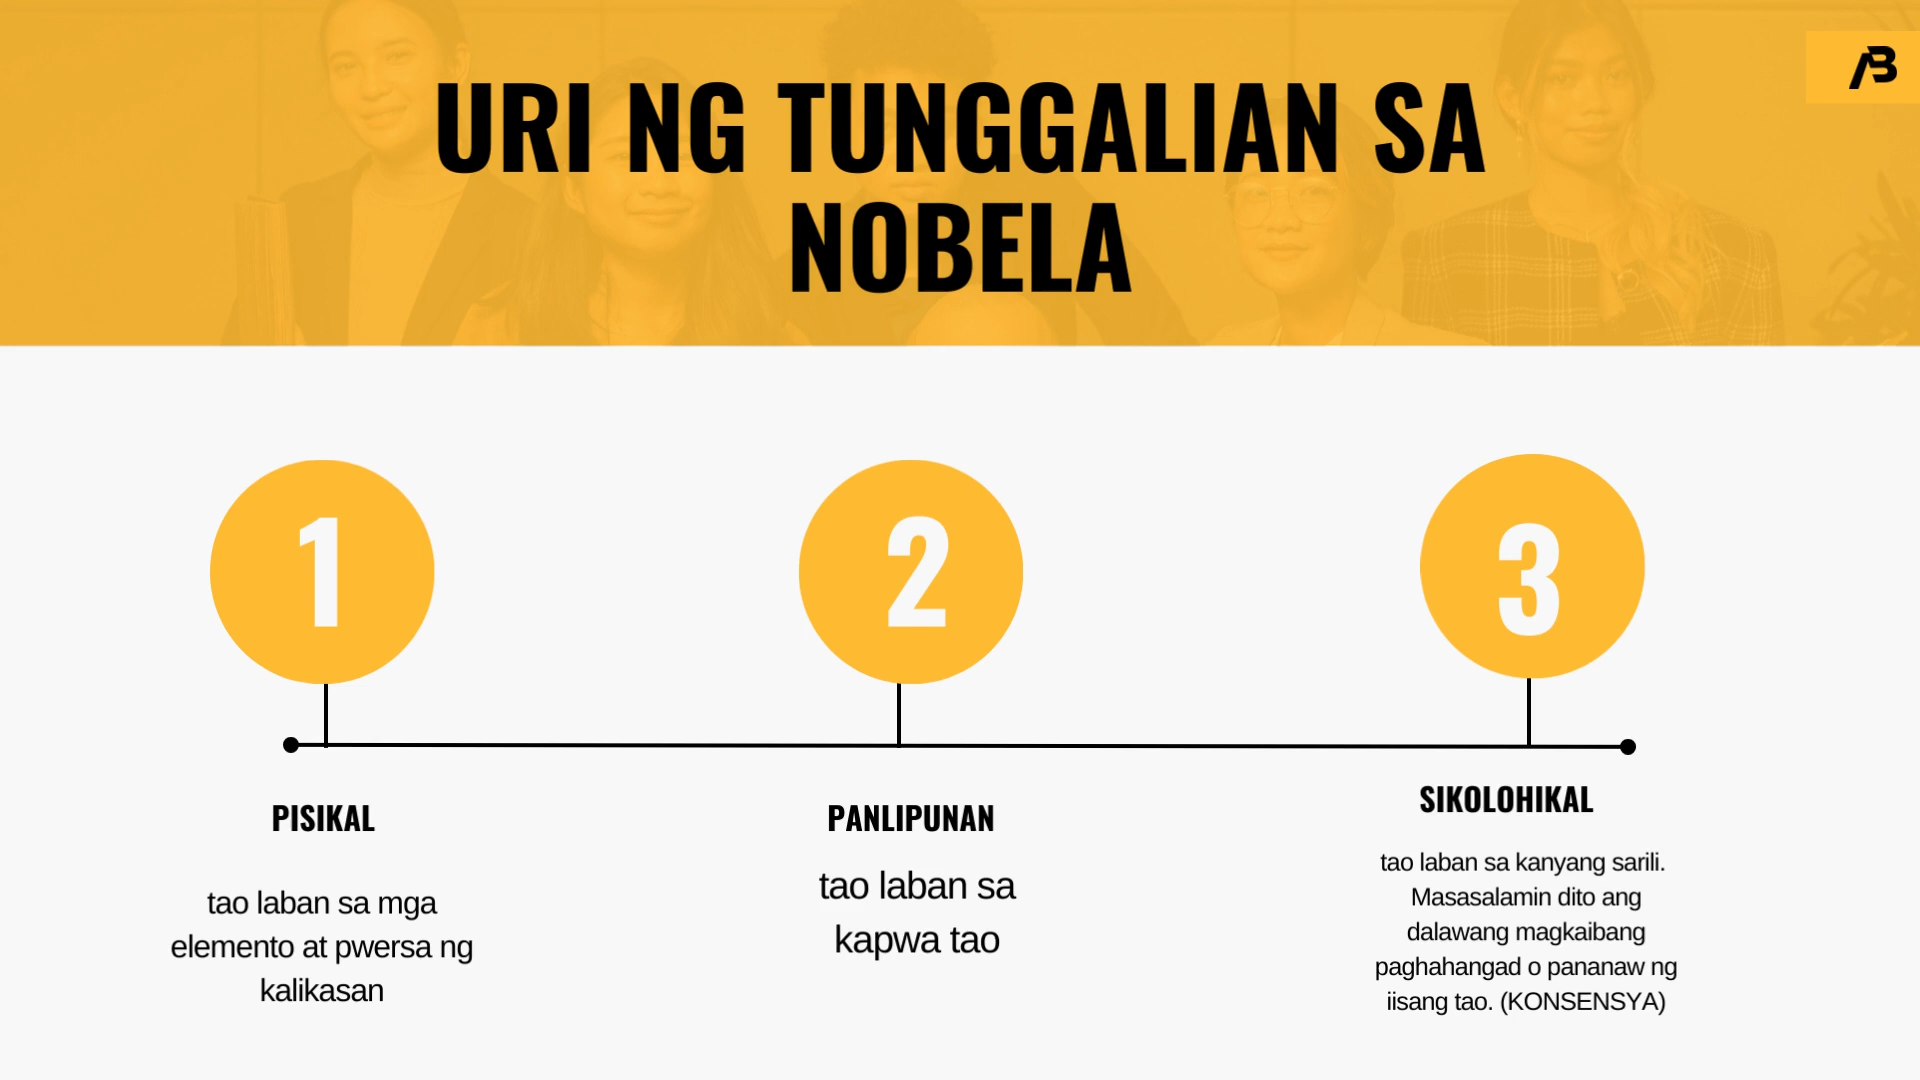 URI NG TUNGGALIAN SA
NOBELA
AB
1
2
3
PISIKAL
tao laban sa mga
elemento at pwersa ng
kalikasan
PANLIPUNAN
tao laban sa
kapwa tao
SIKOLOHIKAL
tao laban sa kanyang sarili.
Masasalamin dito ang
dalawang magkaibang
paghahangad o pananaw ng
iisang tao. (KONSENSYA)